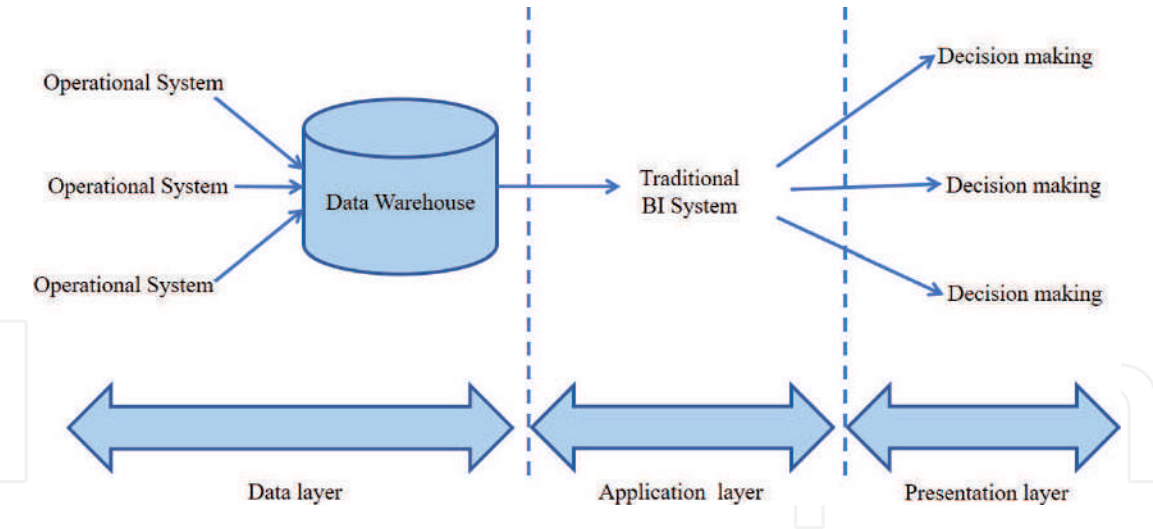 Operational System
Operational System
Operational System
Data Warehouse
Traditional
BI System
Decision making
Decision making
Decision making
Data layer
Application layer
Presentation layer